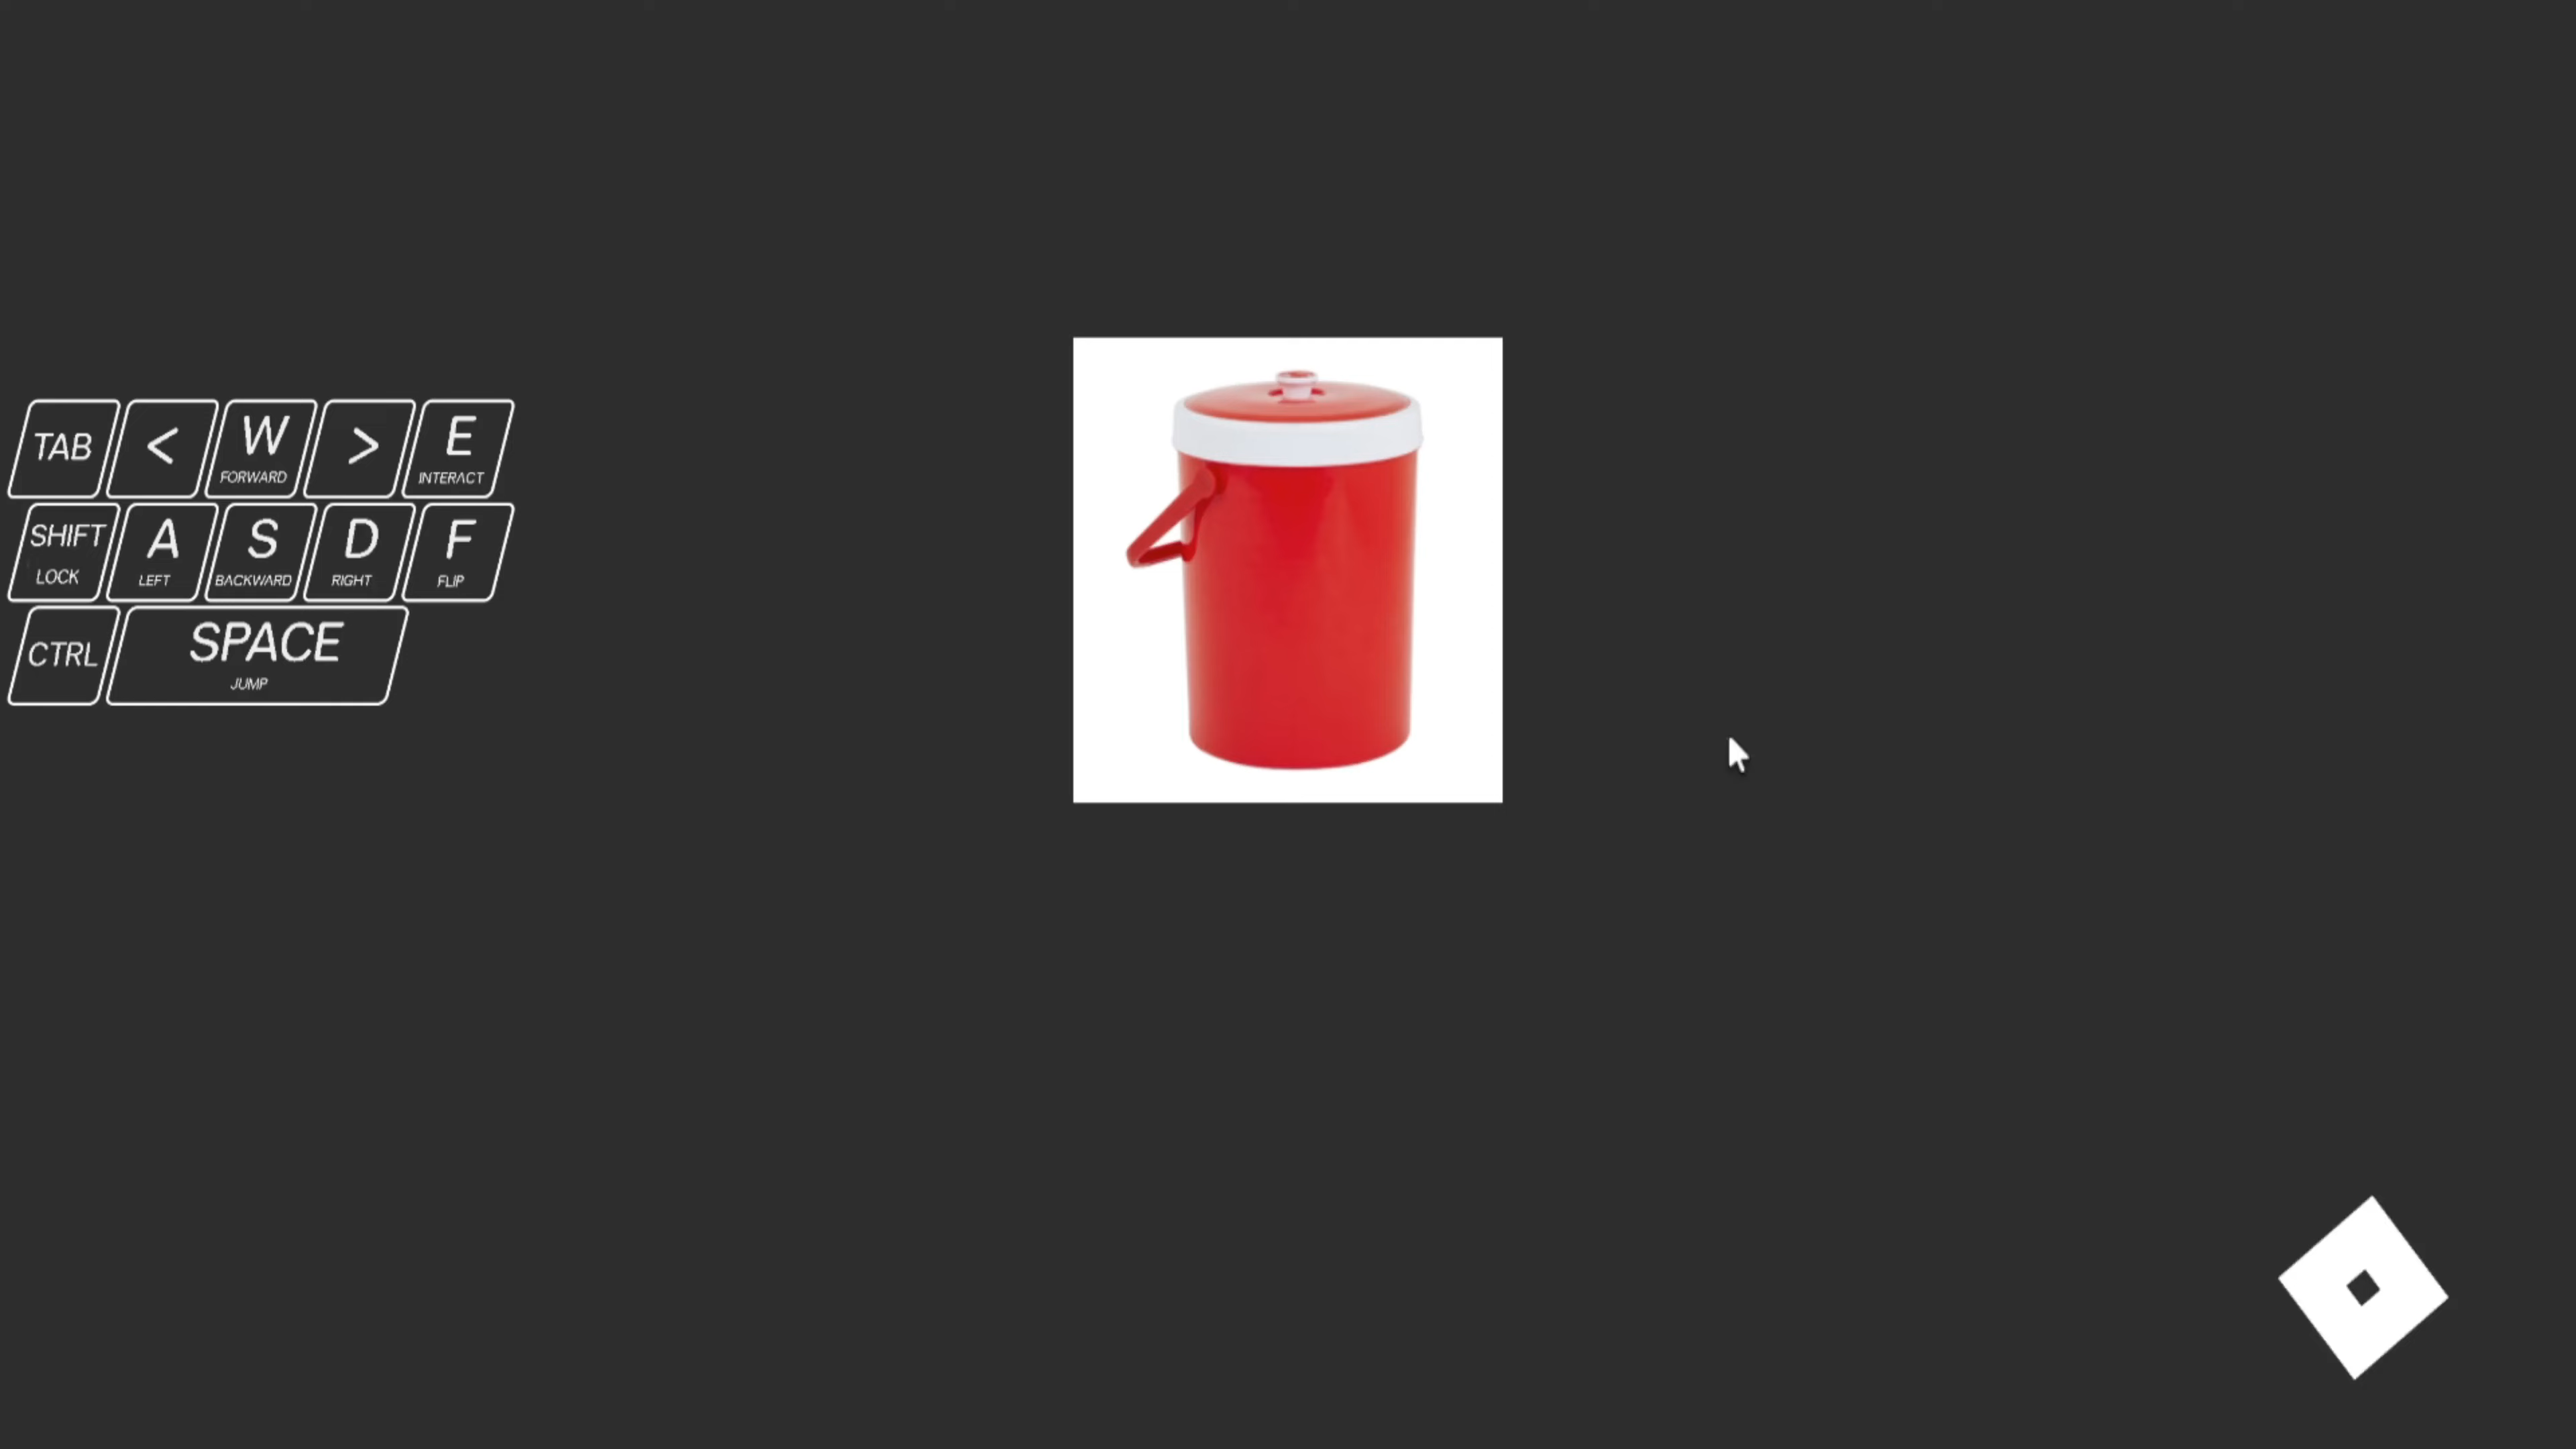 TAB < W > E
FORWARD INTERACT
SHIFT A S D F
LOCK LEFT BACKWARD RIGHT FLIP
CTRL SPACE
JUMP